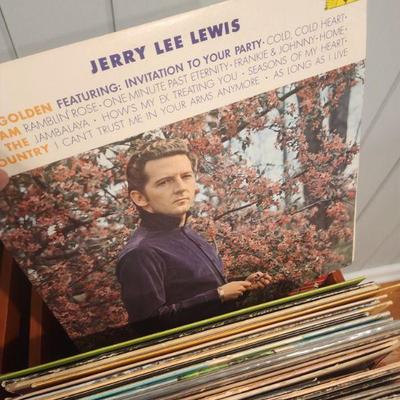 JERRY LEE LEWIS
GOLDEN FEATURING: INVITATION TO YOUR PARTY · COLD, COLD HEART ·
AM RAMBLIN' ROSE · ONE MINUTE PAST ETERNITY · FRANKIE & JOHNNY · HOME ·
THE JAMBALAYA · HOW'S MY EX TREATING YOU · SEASONS OF MY HEART ·
OUNTRY I CAN'T TRUST ME IN YOUR ARMS ANYMORE · AS LONG AS I LIVE